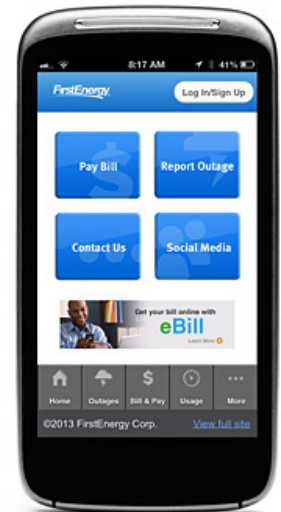 8:17 AM 41%
FirstEnergy Log In/Sign Up
Pay Bill Report Outage
Contact Us Social Media
Get your bill online with
eBill
Learn More
Home Outages Bill & Pay Usage More
©2013 FirstEnergy Corp. View full site